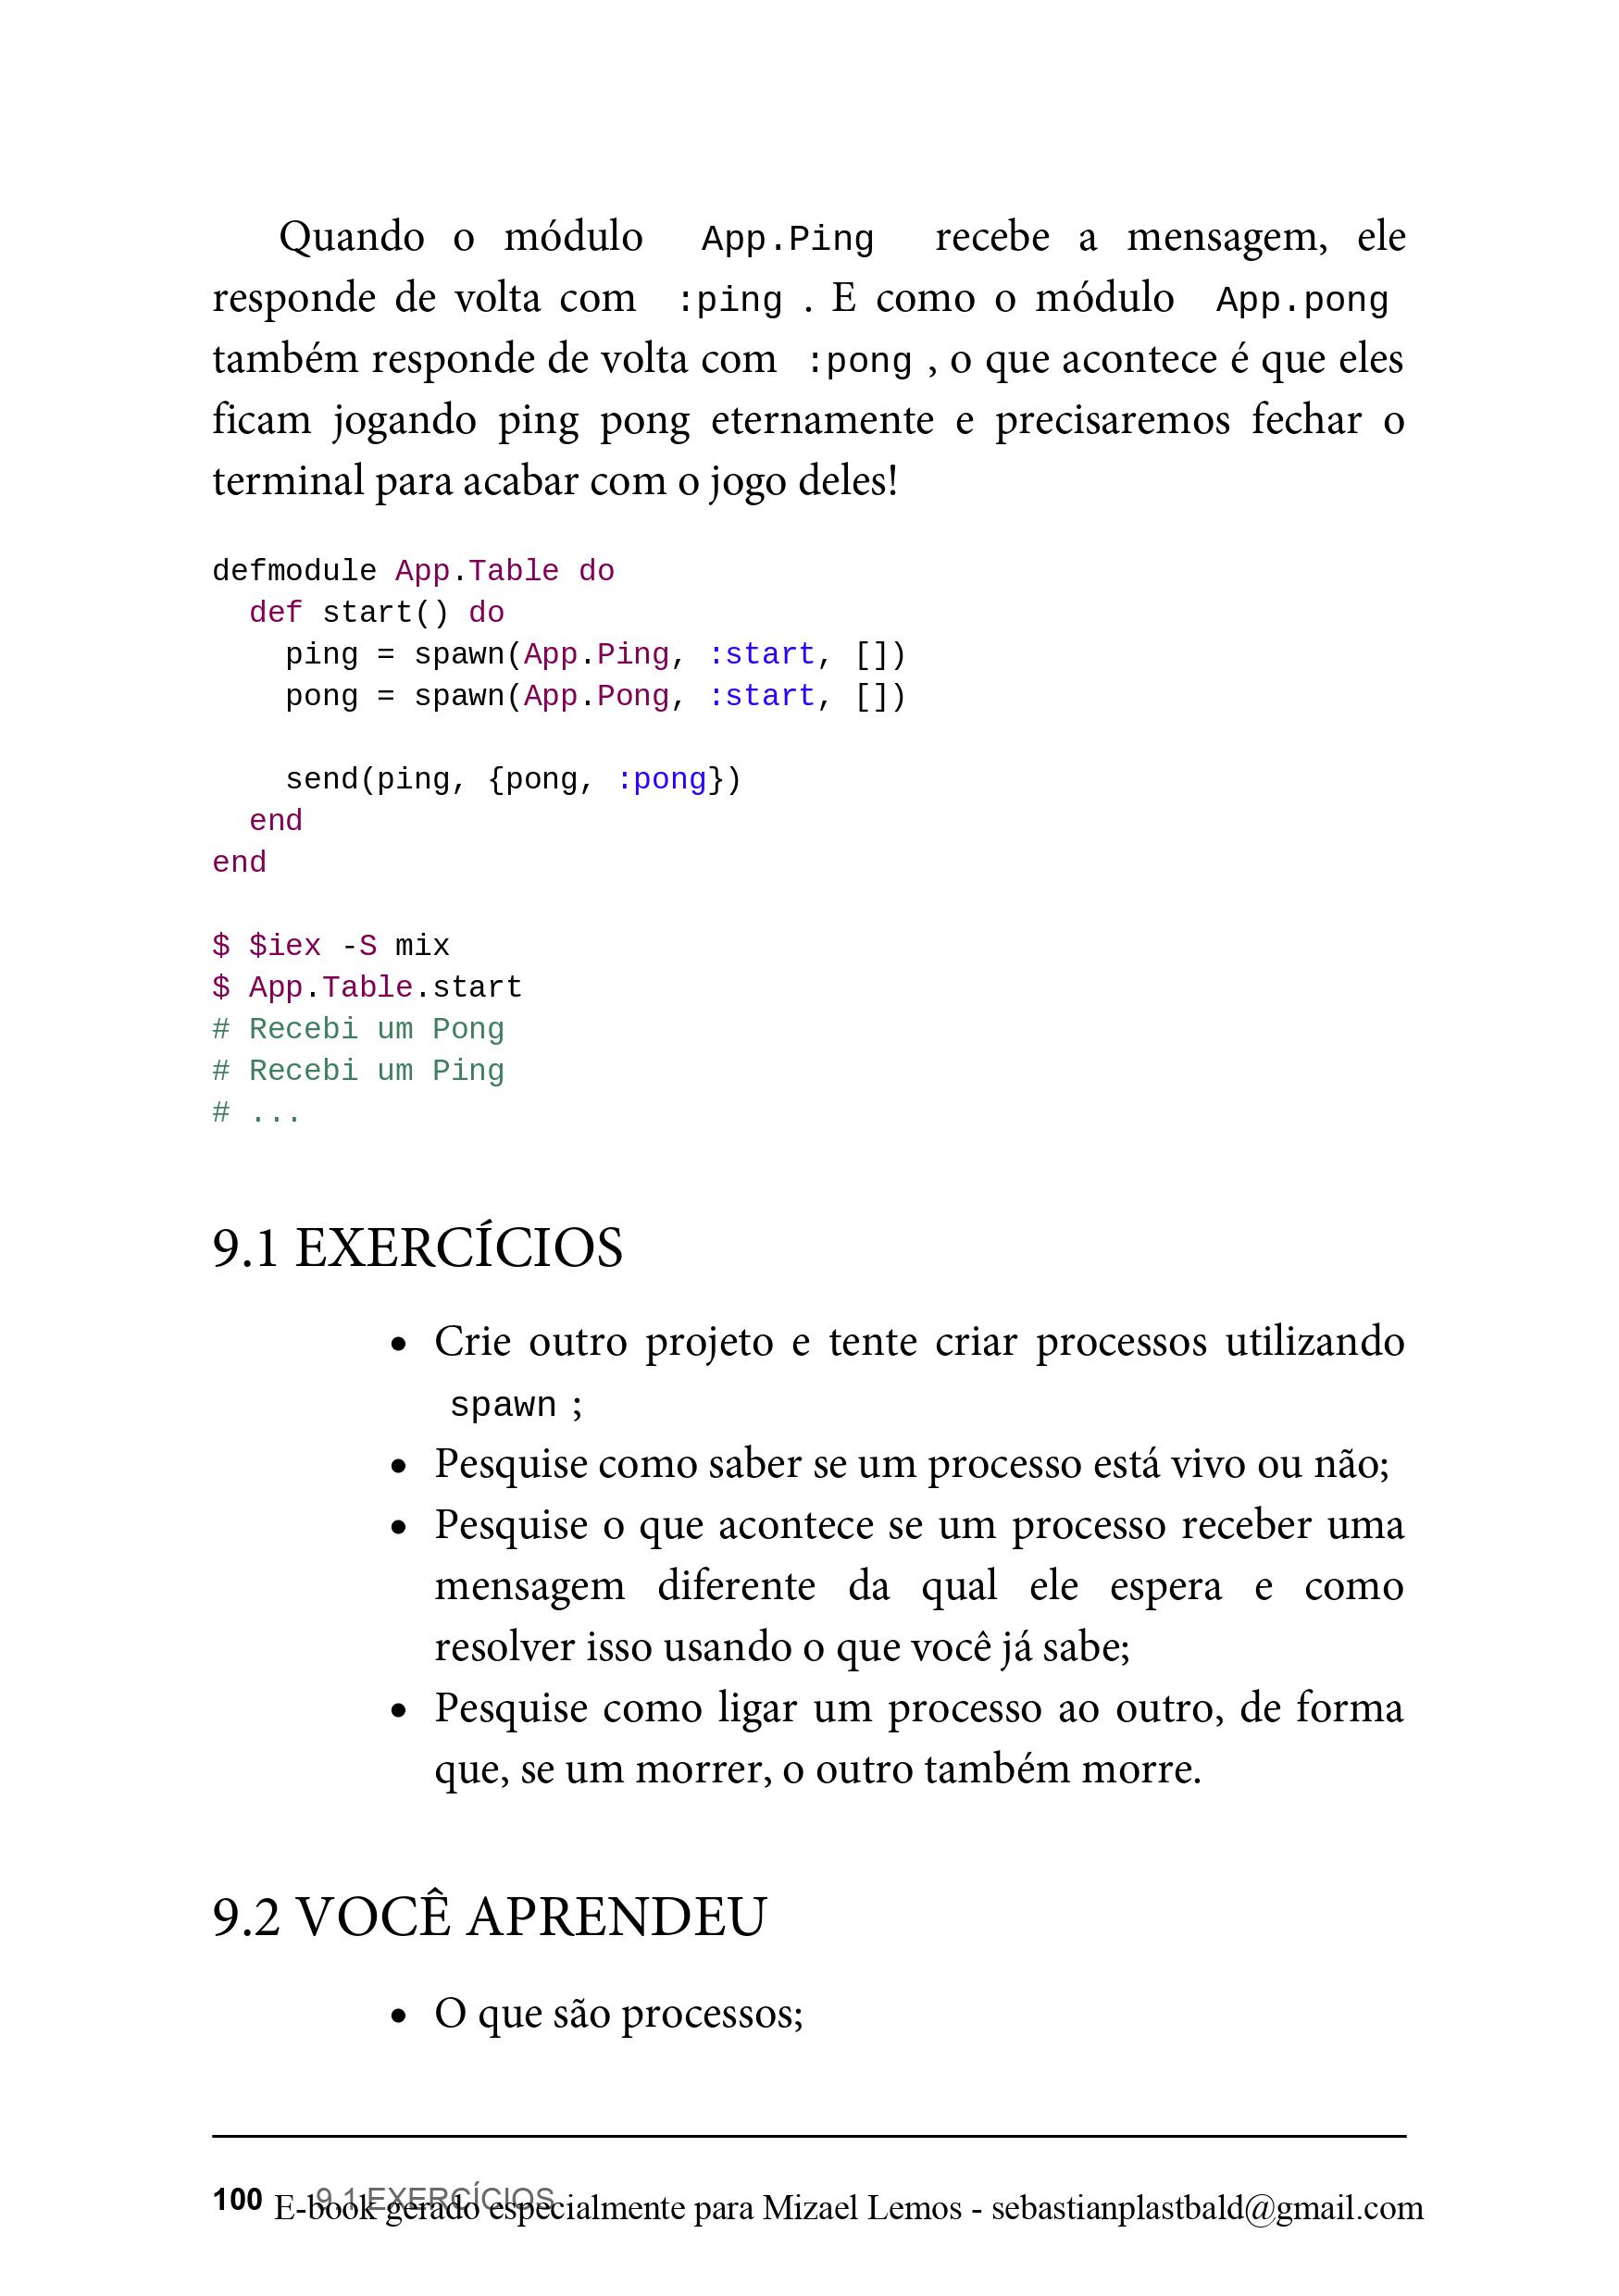 Quando o módulo App.Ping recebe a mensagem, ele
responde de volta com :ping . E como o módulo App.pong
também responde de volta com :pong , o que acontece é que eles
ficam jogando ping pong eternamente e precisaremos fechar o
terminal para acabar com o jogo deles!
defmodule App.Table do
  def start() do
    ping = spawn(App.Ping, :start, [])
    pong = spawn(App.Pong, :start, [])

    send(ping, {pong, :pong})
  end
end

$ $iex -S mix
$ App.Table.start
# Recebi um Pong
# Recebi um Ping
# ...
9.1 EXERCÍCIOS
• Crie outro projeto e tente criar processos utilizando
spawn ;
• Pesquise como saber se um processo está vivo ou não;
• Pesquise o que acontece se um processo receber uma
mensagem diferente da qual ele espera e como
resolver isso usando o que você já sabe;
• Pesquise como ligar um processo ao outro, de forma
que, se um morrer, o outro também morre.
9.2 VOCÊ APRENDEU
• O que são processos;
100 9.1 EXERCÍCIOS
E-book gerado especialmente para Mizael Lemos - sebastianplastbald@gmail.com